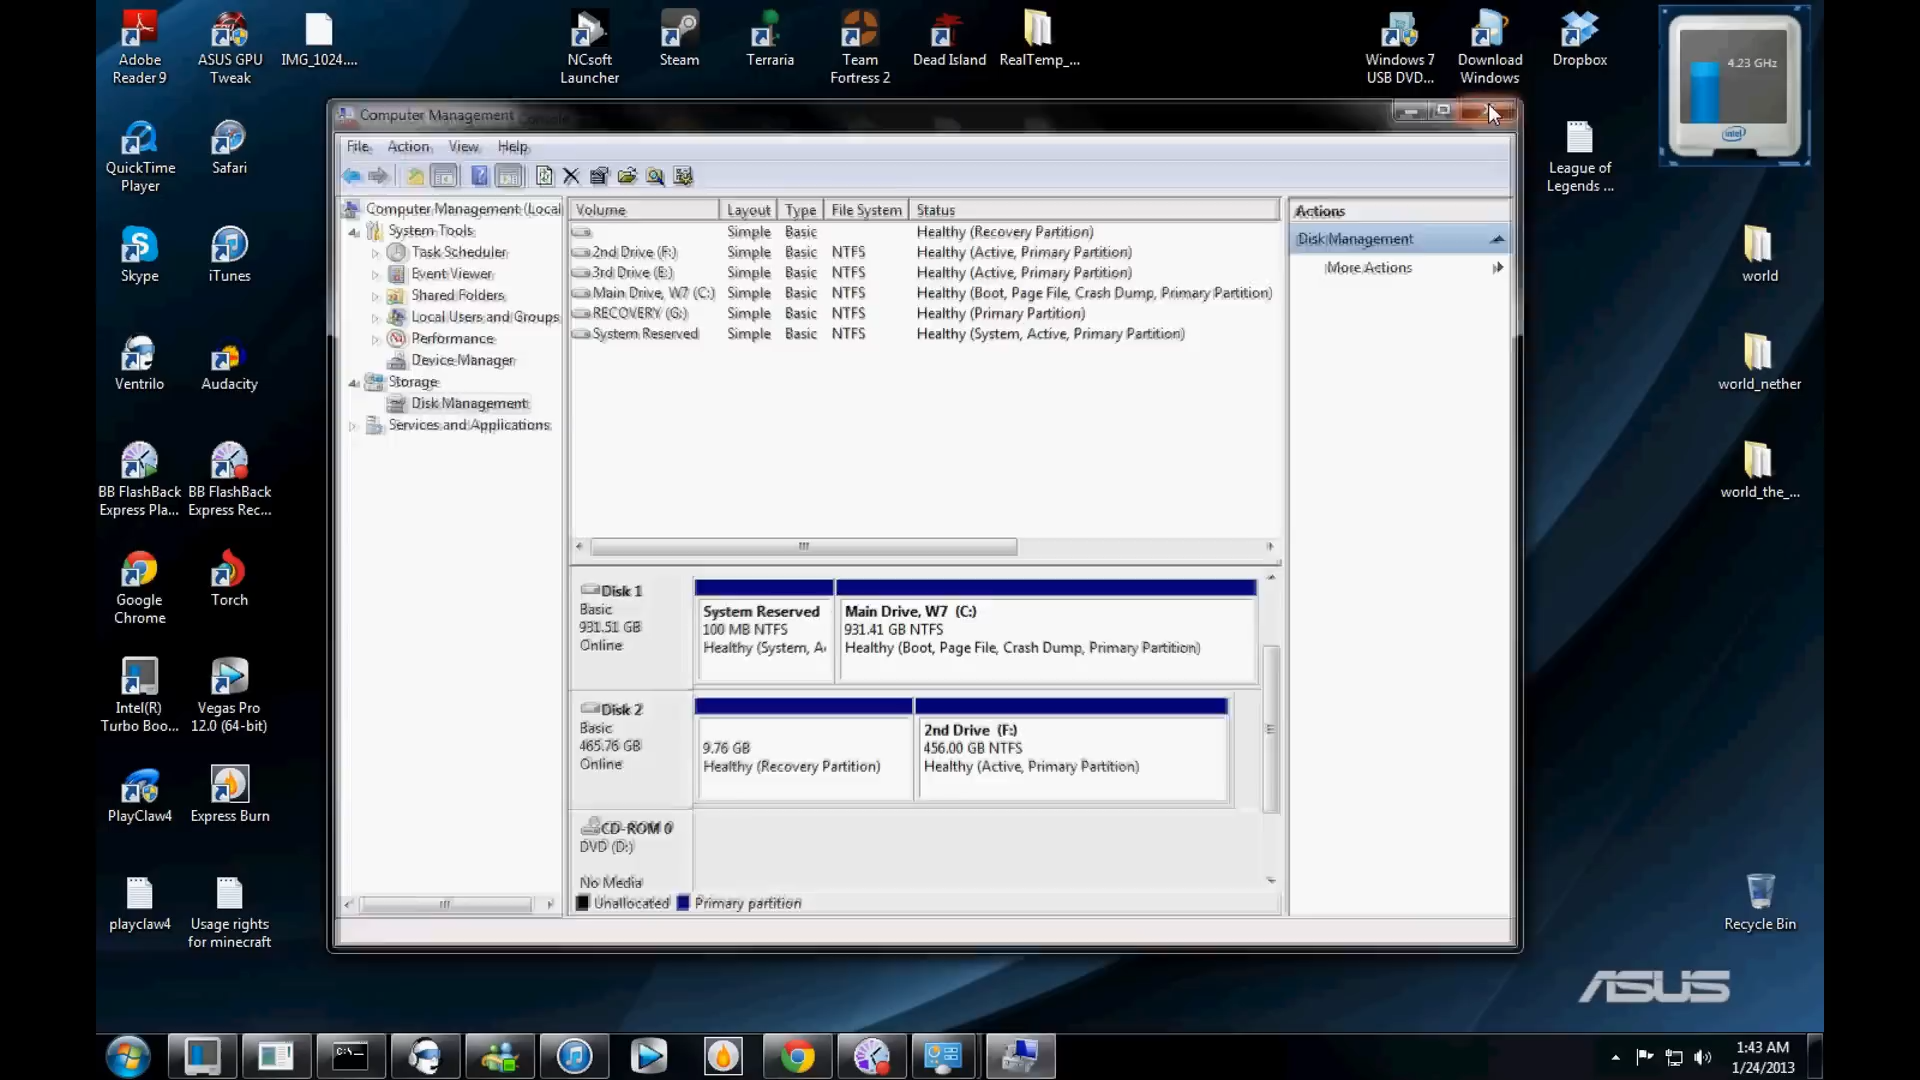 Adobe
Reader 9
ASUS GPU
Tweak
IMG_1024....
NCsoft
Launcher
Steam
Terraria
Team
Fortress 2
Dead Island
RealTemp_...
Windows 7
USB DVD...
Download
Windows
Dropbox
4.23 GHz
intel
QuickTime
Player
Safari
League of
Legends ...
Skype
iTunes
world
Ventrilo
Audacity
world_nether
BB FlashBack
Express Pla...
BB FlashBack
Express Rec...
world_the_...
Google
Chrome
Torch
Intel(R)
Turbo Boo...
Vegas Pro
12.0 (64-bit)
PlayClaw4
Express Burn
playclaw4
Usage rights
for minecraft
Recycle Bin
ASUS
Computer Management
File Action View Help
Computer Management (Local
System Tools
Task Scheduler
Event Viewer
Shared Folders
Local Users and Groups
Performance
Device Manager
Storage
Disk Management
Services and Applications
Volume Layout Type File System Status
Simple Basic Healthy (Recovery Partition)
2nd Drive (F:) Simple Basic NTFS Healthy (Active, Primary Partition)
3rd Drive (E:) Simple Basic NTFS Healthy (Active, Primary Partition)
Main Drive, W7 (C:) Simple Basic NTFS Healthy (Boot, Page File, Crash Dump, Primary Partition)
RECOVERY (G:) Simple Basic NTFS Healthy (Primary Partition)
System Reserved Simple Basic NTFS Healthy (System, Active, Primary Partition)
Actions
Disk Management
More Actions
Disk 1
Basic
931.51 GB
Online
System Reserved
100 MB NTFS
Healthy (System, A
Main Drive, W7 (C:)
931.41 GB NTFS
Healthy (Boot, Page File, Crash Dump, Primary Partition)
Disk 2
Basic
465.76 GB
Online
9.76 GB
Healthy (Recovery Partition)
2nd Drive (F:)
456.00 GB NTFS
Healthy (Active, Primary Partition)
CD-ROM 0
DVD (D:)
No Media
Unallocated Primary partition
C:\_
1:43 AM
1/24/2013